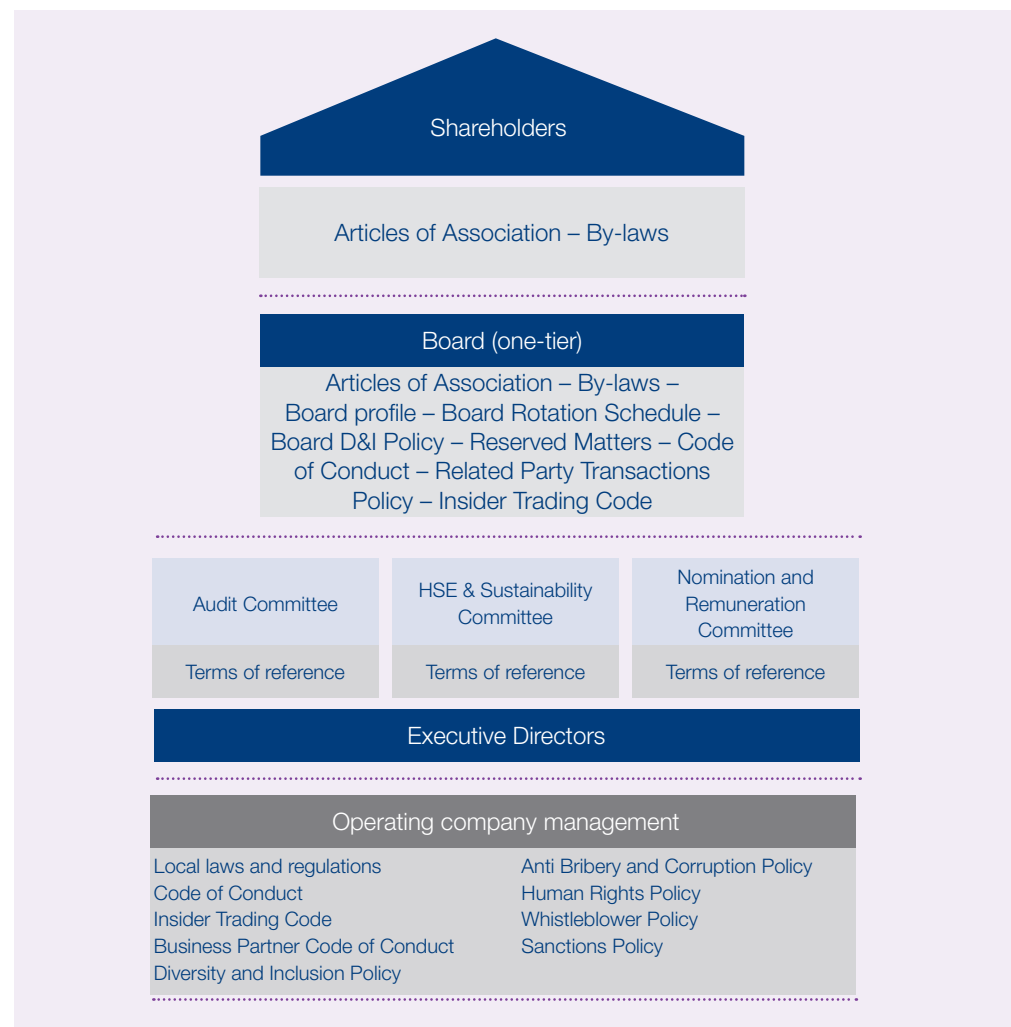 Shareholders
Articles of Association – By-laws
Board (one-tier)
Articles of Association – By-laws –
Board profile – Board Rotation Schedule –
Board D&I Policy – Reserved Matters – Code
of Conduct – Related Party Transactions
Policy – Insider Trading Code
Audit Committee
Terms of reference
HSE & Sustainability
Committee
Terms of reference
Nomination and
Remuneration
Committee
Terms of reference
Executive Directors
Operating company management
Local laws and regulations
Code of Conduct
Insider Trading Code
Business Partner Code of Conduct
Diversity and Inclusion Policy
Anti Bribery and Corruption Policy
Human Rights Policy
Whistleblower Policy
Sanctions Policy